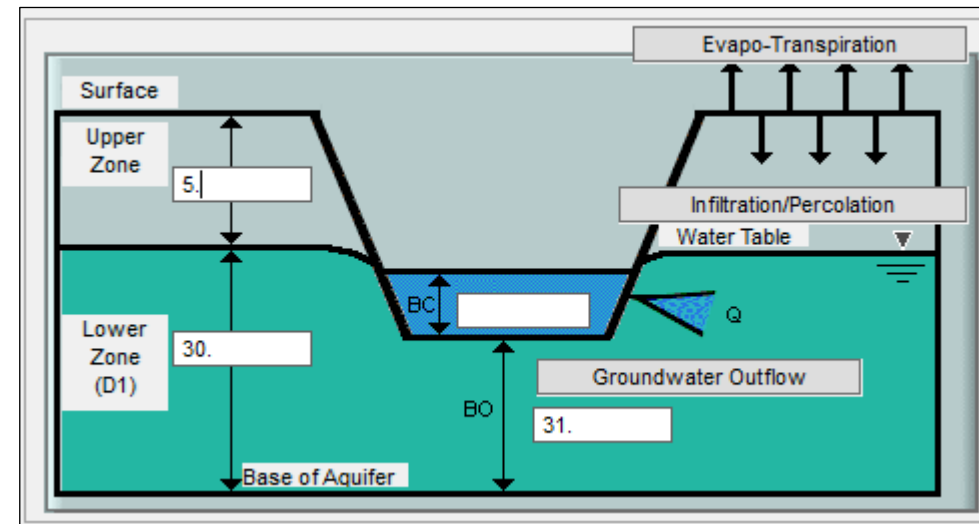 Evapo-Transpiration
Surface
Upper
Zone
5.
Infiltration/Percolation
Water Table
BC
Q
Lower
Zone
(D1)
30.
Groundwater Outflow
BO
31.
Base of Aquifer